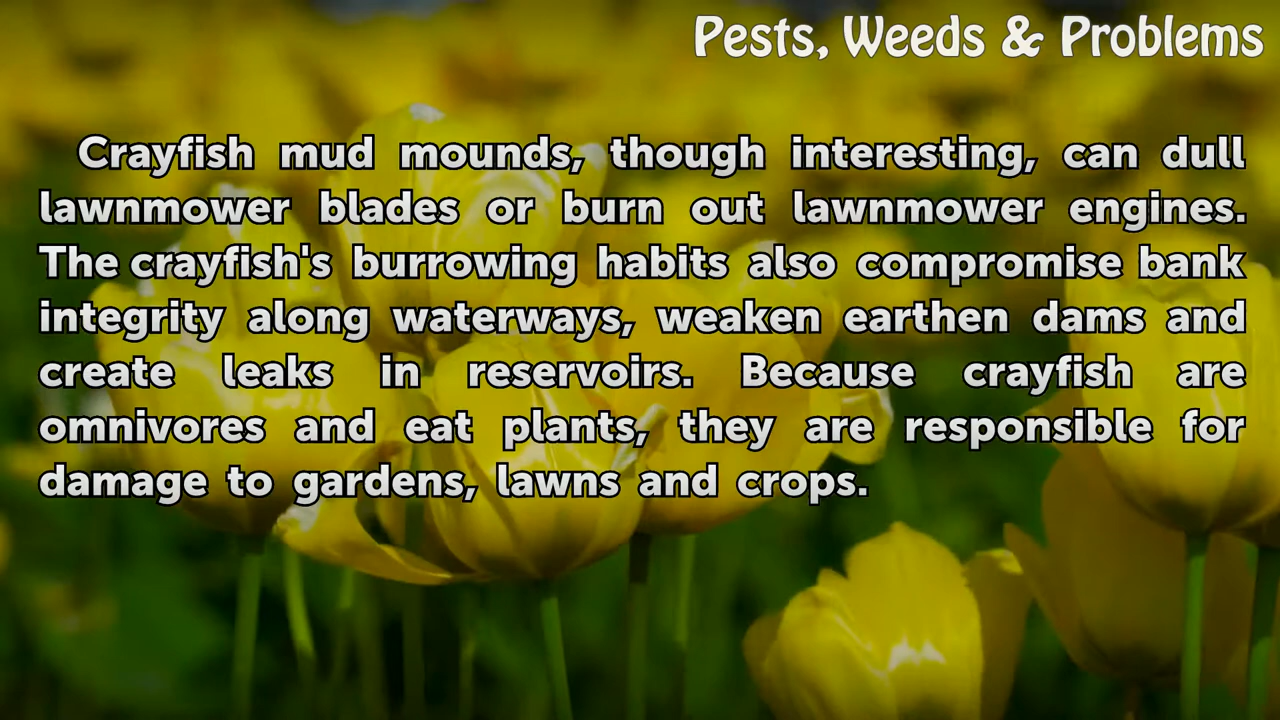 Pests, Weeds & Problems
Crayfish mud mounds, though interesting, can dull
lawnmower blades or burn out lawnmower engines.
The crayfish's burrowing habits also compromise bank
integrity along waterways, weaken earthen dams and
create leaks in reservoirs. Because crayfish are
omnivores and eat plants, they are responsible for
damage to gardens, lawns and crops.